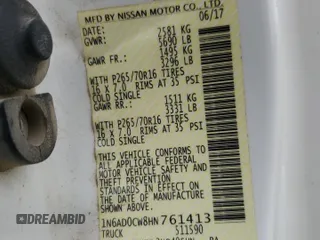 MFD BY NISSAN MOTOR CO., LTD.
DATE: 06/17
GVWR: 2581 KG
5690 LB
GAWR FR: 1495 KG
3296 LB
WITH P265/70R16 TIRES
16 X 7.0 RIMS AT 35 PSI
COLD SINGLE
GAWR RR: 1511 KG
3331 LB
WITH P265/70R16 TIRES
16 X 7.0 RIMS AT 35 PSI
COLD SINGLE
THIS VEHICLE CONFORMS TO
ALL APPLICABLE FEDERAL
MOTOR VEHICLE SAFETY AND
THEFT PREVENTION
STANDARDS IN EFFECT ON
THE DATE OF MANUFACTURE
SHOWN ABOVE.
1N6AD0CW8HN761413
TRUCK 511590
© DRIVE AND BID, LLC